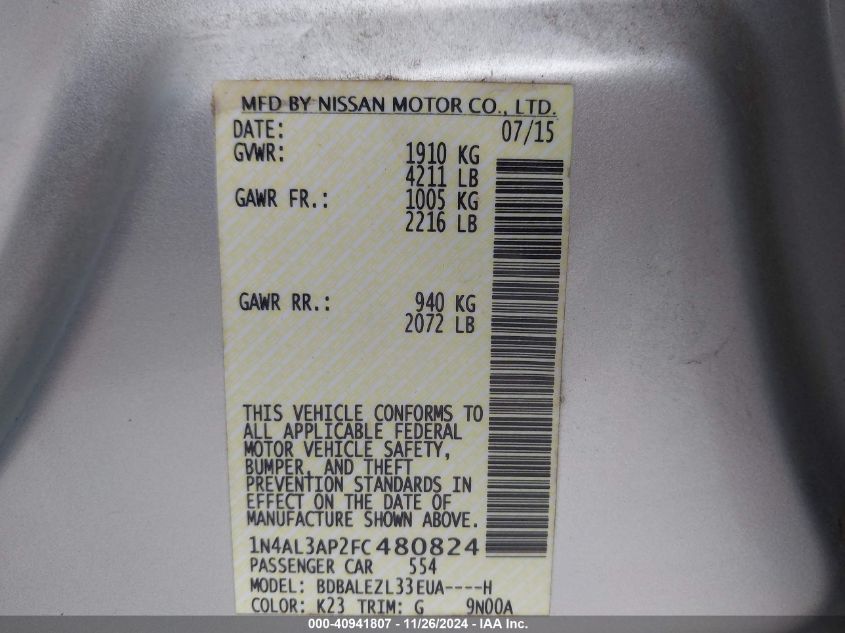 MFD BY NISSAN MOTOR CO., LTD.
DATE: 07/15
GVWR: 1910 KG
4211 LB
GAWR FR.: 1005 KG
2216 LB
GAWR RR.: 940 KG
2072 LB
THIS VEHICLE CONFORMS TO
ALL APPLICABLE FEDERAL
MOTOR VEHICLE SAFETY,
BUMPER, AND THEFT
PREVENTION STANDARDS IN
EFFECT ON THE DATE OF
MANUFACTURE SHOWN ABOVE.
1N4AL3AP2FC480824
PASSENGER CAR 554
MODEL: BDBALEZL33EUA----H
COLOR: K23 TRIM: G 9N00A
000-40941807 - 11/26/2024 - IAA Inc.